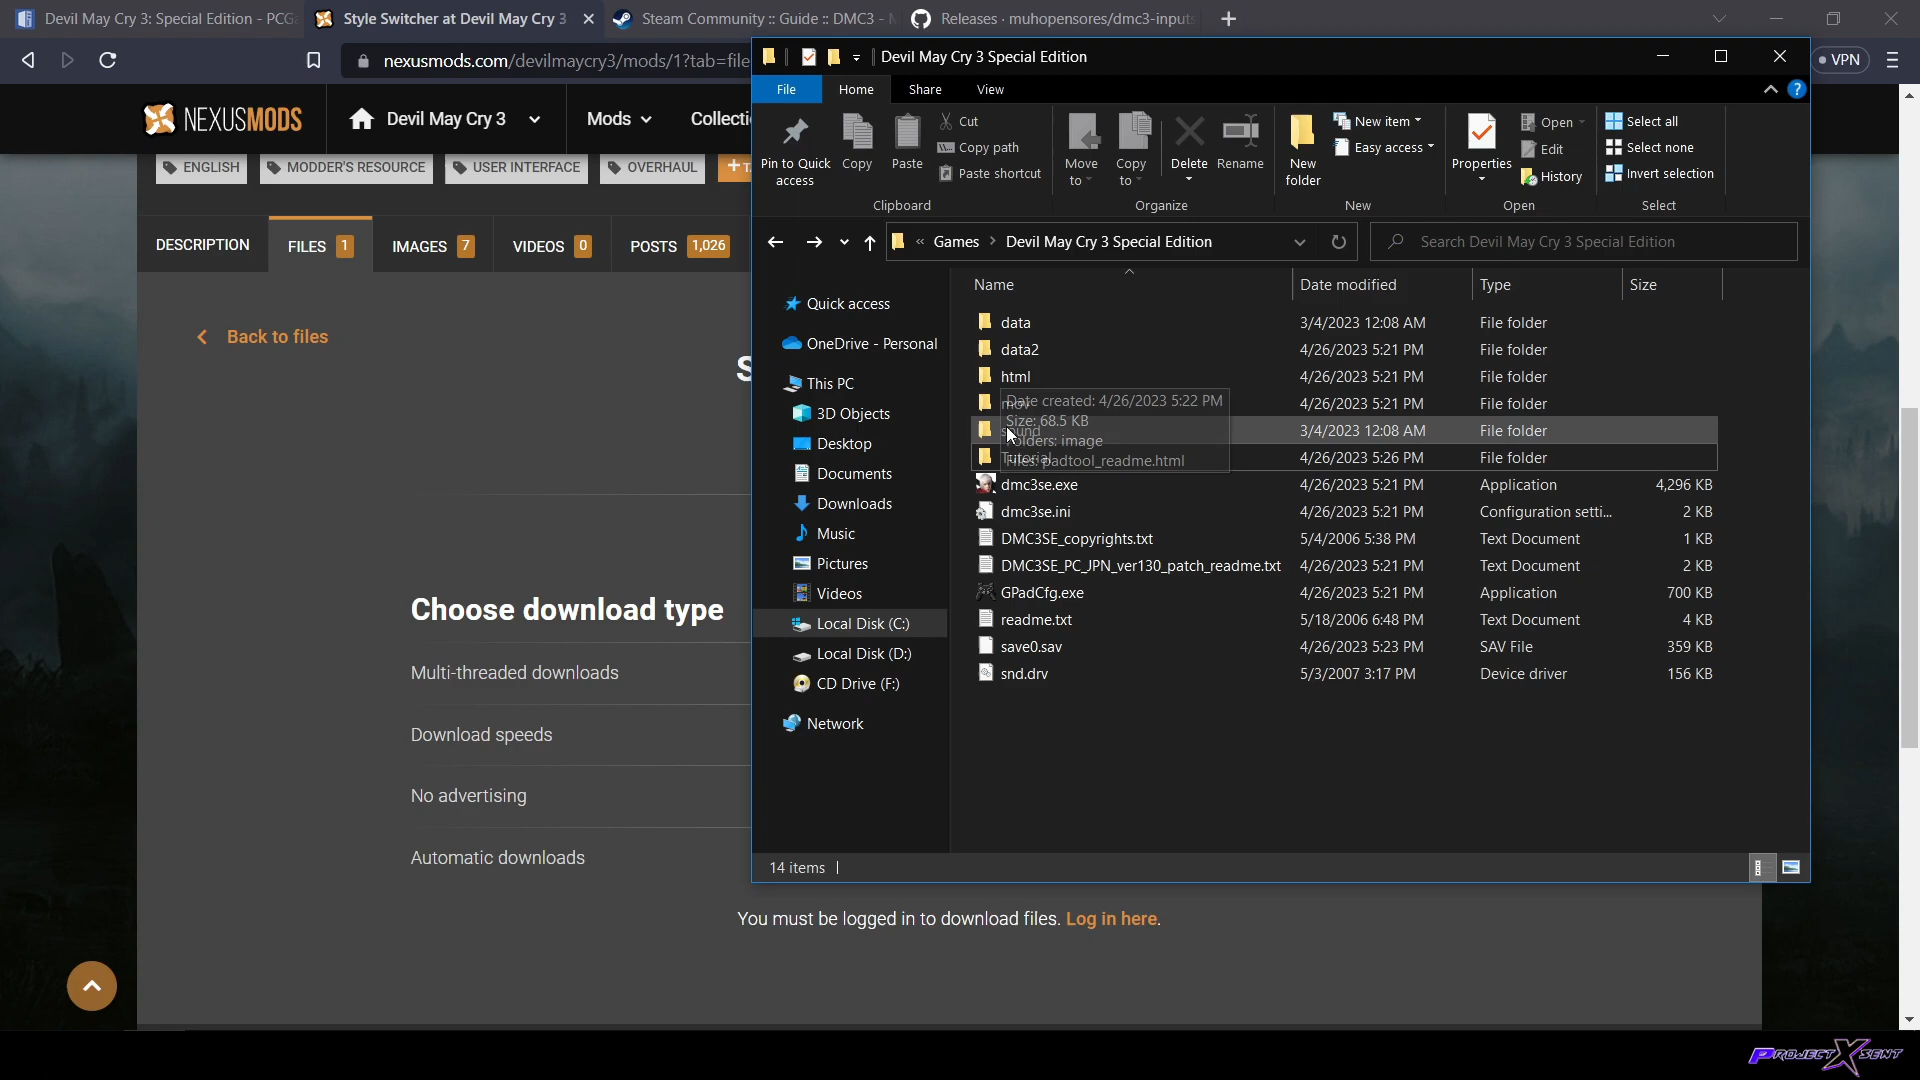 Devil May Cry 3: Special Edition - PCGa
Style Switcher at Devil May Cry 3
Steam Community :: Guide :: DMC3 -
Releases · muhopensores/dmc3-inputs
nexusmods.com/devilmaycry3/mods/1?tab=file
VPN
NEXUSMODS
Devil May Cry 3
Mods
Collecti
ENGLISH
MODDER'S RESOURCE
USER INTERFACE
OVERHAUL
DESCRIPTION
FILES 1
IMAGES 7
VIDEOS 0
POSTS 1,026
Back to files
S
Choose download type
Multi-threaded downloads
Download speeds
No advertising
Automatic downloads
You must be logged in to download files. Log in here.
Devil May Cry 3 Special Edition
File
Home
Share
View
Pin to Quick access
Copy
Paste
Cut
Copy path
Paste shortcut
Clipboard
Move to
Copy to
Delete
Rename
Organize
New folder
New item
Easy access
New
Properties
Open
Edit
History
Open
Select all
Select none
Invert selection
Select
« Games > Devil May Cry 3 Special Edition
Search Devil May Cry 3 Special Edition
Quick access
OneDrive - Personal
This PC
3D Objects
Desktop
Documents
Downloads
Music
Pictures
Videos
Local Disk (C:)
Local Disk (D:)
CD Drive (F:)
Network
Name Date modified Type Size
data 3/4/2023 12:08 AM File folder
data2 4/26/2023 5:21 PM File folder
html 4/26/2023 5:21 PM File folder
mov 4/26/2023 5:21 PM File folder
sound 3/4/2023 12:08 AM File folder
Tutorial 4/26/2023 5:26 PM File folder
dmc3se.exe 4/26/2023 5:21 PM Application 4,296 KB
dmc3se.ini 4/26/2023 5:21 PM Configuration setti... 2 KB
DMC3SE_copyrights.txt 5/4/2006 5:38 PM Text Document 1 KB
DMC3SE_PC_JPN_ver130_patch_readme.txt 4/26/2023 5:21 PM Text Document 2 KB
GPadCfg.exe 4/26/2023 5:21 PM Application 700 KB
readme.txt 5/18/2006 6:48 PM Text Document 4 KB
save0.sav 4/26/2023 5:23 PM SAV File 359 KB
snd.drv 5/3/2007 3:17 PM Device driver 156 KB
Date created: 4/26/2023 5:22 PM
Size: 68.5 KB
Folders: image
Files: padtool_readme.html
14 items
PROJECT XSENT